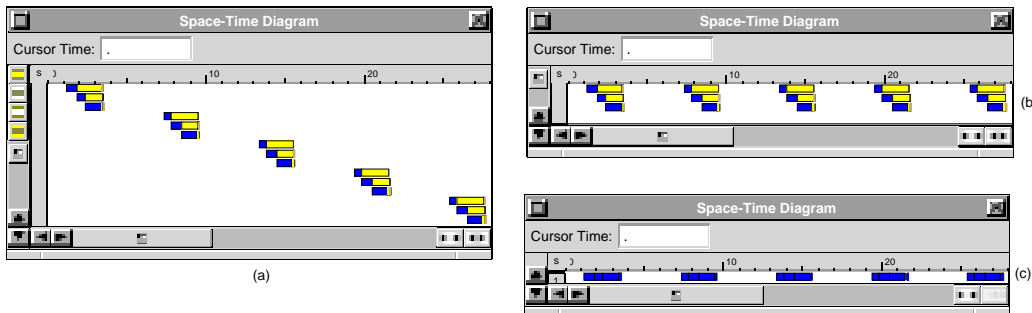 Space-Time Diagram
Cursor Time: .
s 10 20
(a)
Space-Time Diagram
Cursor Time: .
s 10 20
(b
Space-Time Diagram
Cursor Time: .
s 10 20
1
(c)